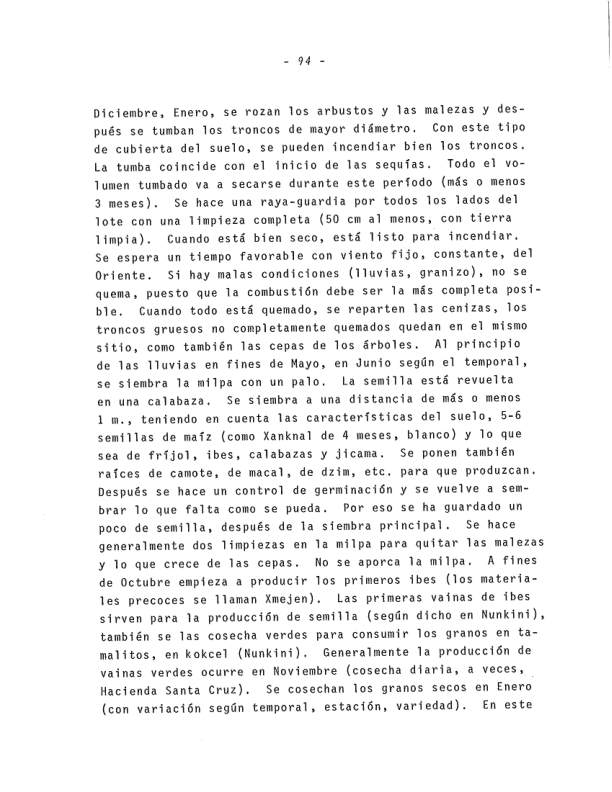 - 94 -
Diciembre, Enero, se rozan los arbustos y las malezas y des-
pués se tumban los troncos de mayor diámetro. Con este tipo
de cubierta del suelo, se pueden incendiar bien los troncos.
La tumba coincide con el inicio de las sequías. Todo el vo-
lumen tumbado va a secarse durante este período (más o menos
3 meses). Se hace una raya-guardia por todos los lados del
lote con una limpieza completa (50 cm al menos, con tierra
limpia). Cuando está bien seco, está listo para incendiar.
Se espera un tiempo favorable con viento fijo, constante, del
Oriente. Si hay malas condiciones (lluvias, granizo), no se
quema, puesto que la combustión debe ser la más completa posi-
ble. Cuando todo está quemado, se reparten las cenizas, los
troncos gruesos no completamente quemados quedan en el mismo
sitio, como también las cepas de los árboles. Al principio
de las lluvias en fines de Mayo, en Junio según el temporal,
se siembra la milpa con un palo. La semilla está revuelta
en una calabaza. Se siembra a una distancia de más o menos
1 m., teniendo en cuenta las características del suelo, 5-6
semillas de maíz (como Xanknal de 4 meses, blanco) y lo que
sea de fríjol, ibes, calabazas y jicama. Se ponen también
raíces de camote, de macal, de dzim, etc. para que produzcan.
Después se hace un control de germinación y se vuelve a sem-
brar lo que falta como se pueda. Por eso se ha guardado un
poco de semilla, después de la siembra principal. Se hace
generalmente dos limpiezas en la milpa para quitar las malezas
y lo que crece de las cepas. No se aporca la milpa. A fines
de Octubre empieza a producir los primeros ibes (los materia-
les precoces se llaman Xmejen). Las primeras vainas de ibes
sirven para la producción de semilla (según dicho en Nunkini),
también se las cosecha verdes para consumir los granos en ta-
malitos, en kokcel (Nunkini). Generalmente la producción de
vainas verdes ocurre en Noviembre (cosecha diaria, a veces,
Hacienda Santa Cruz). Se cosechan los granos secos en Enero
(con variación según temporal, estación, variedad). En este